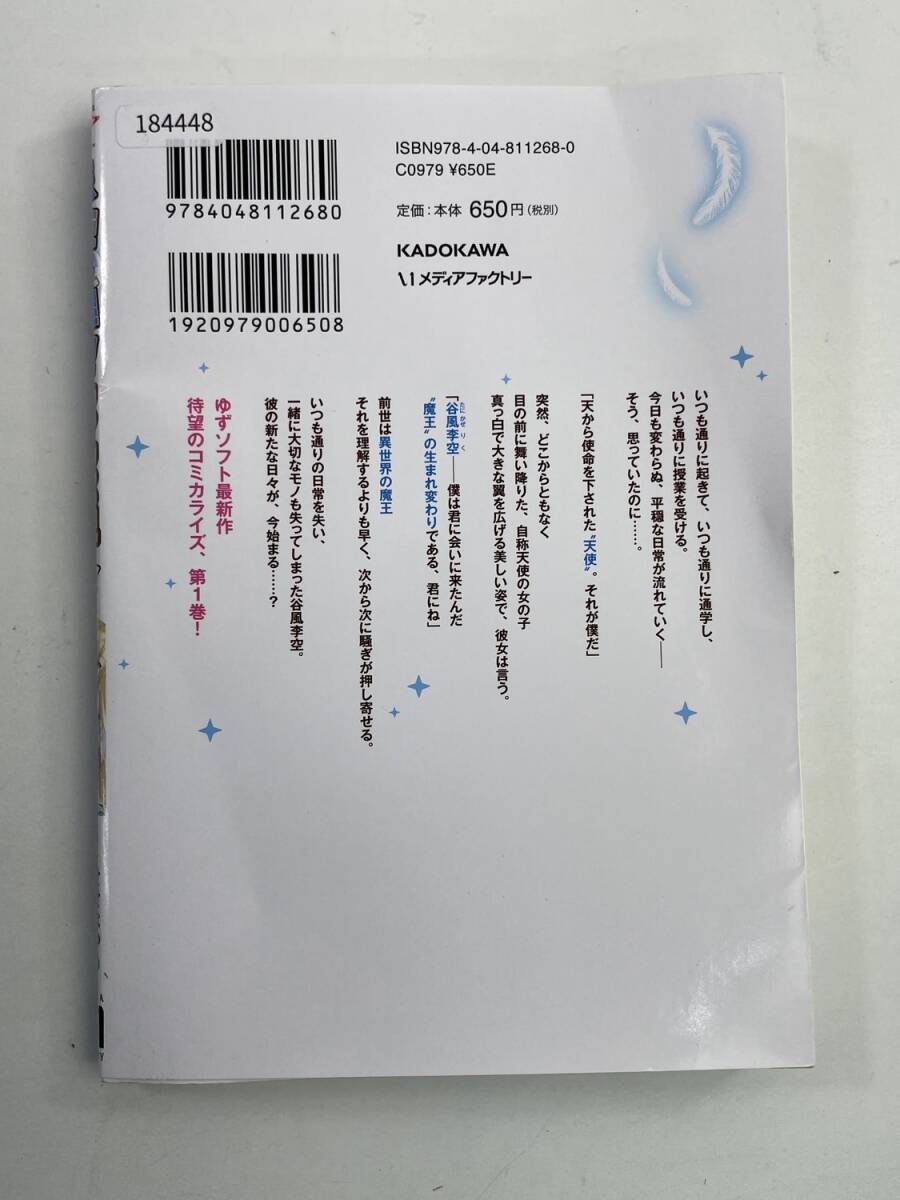 184448
ISBN978-4-04-811268-0
C0979 ¥650E
9784048112680
定価:本体 650円(税別)
KADOKAWA
メディアファクトリー
1920979006508
いつも通りに起きて、いつも通りに通学し、
いつも通りに授業を受ける。
今日も変わらぬ、平穏な日常が流れていく――
そう、思っていたのに……。
「天から使命を下された“天使”。それが僕だ」
突然、どこからともなく
目の前に舞い降りた、自称天使の女の子
真っ白で大きな翼を広げる美しい姿で、彼女は言う。
「谷風李空――僕は君に会いに来たんだ
たにかぜりく
“魔王”の生まれ変わりである、君にね」
前世は異世界の魔王
それを理解するよりも早く、次から次に騒ぎが押し寄せる。
いつも通りの日常を失い、
一緒に大切なモノも失ってしまった谷風李空。
彼の新たな日々が、今始まる……?
ゆずソフト最新作
待望のコミカライズ、第1巻!